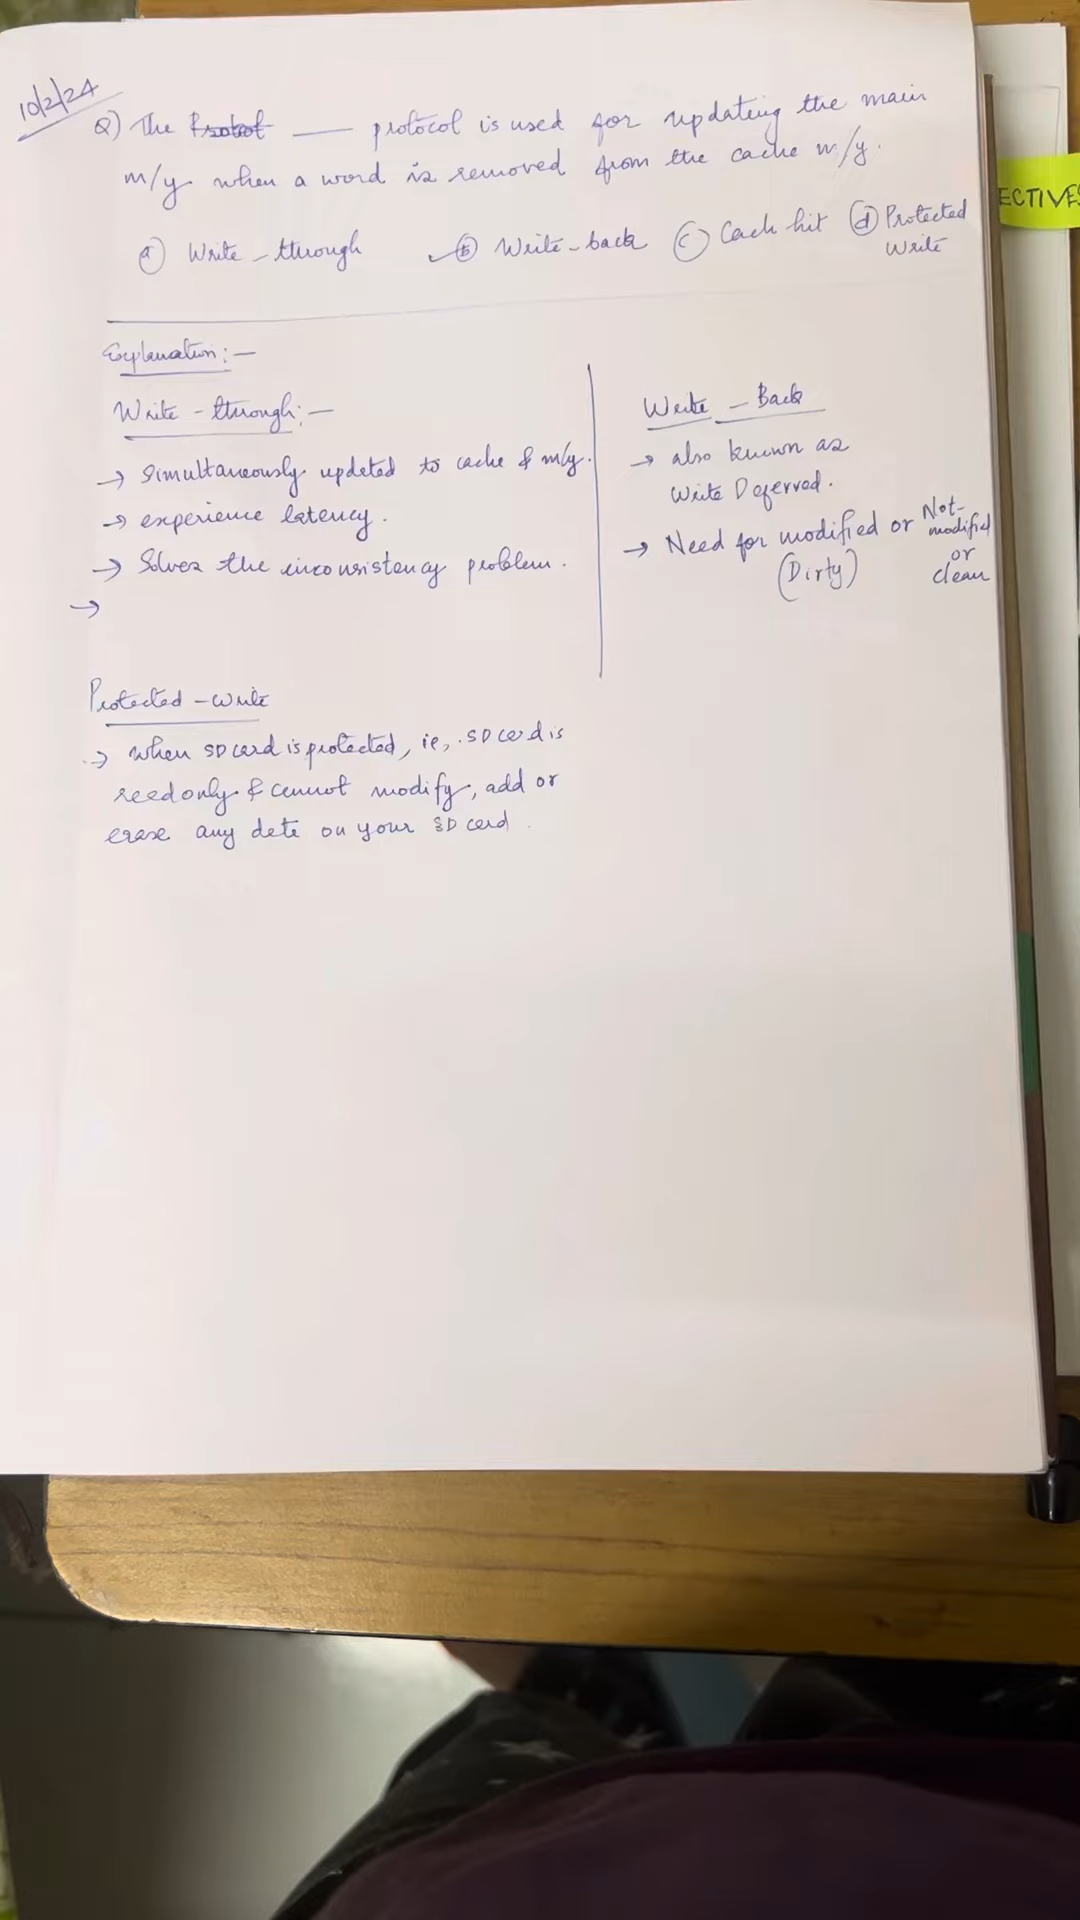 10/2/24
Q) The Protocol ____ protocol is used for updating the main
m/y when a word is removed from the cache m/y.
(a) Write - through (b) Write - back (c) Cach hit (d) Protected
Write
Explanation:-
Write - through:-
→ Simultaneously updated to cache & m/y.
→ experience latency.
→ Solves the inconsistency problem.
→
Write - Back
→ also known as
Write Deferred.
→ Need for modified or Not-
modified
(Dirty) or
clean
Protected - write
→ When SD card is protected, ie, SD card is
readonly & cannot modify, add or
erase any data on your SD card.
ECTIVES